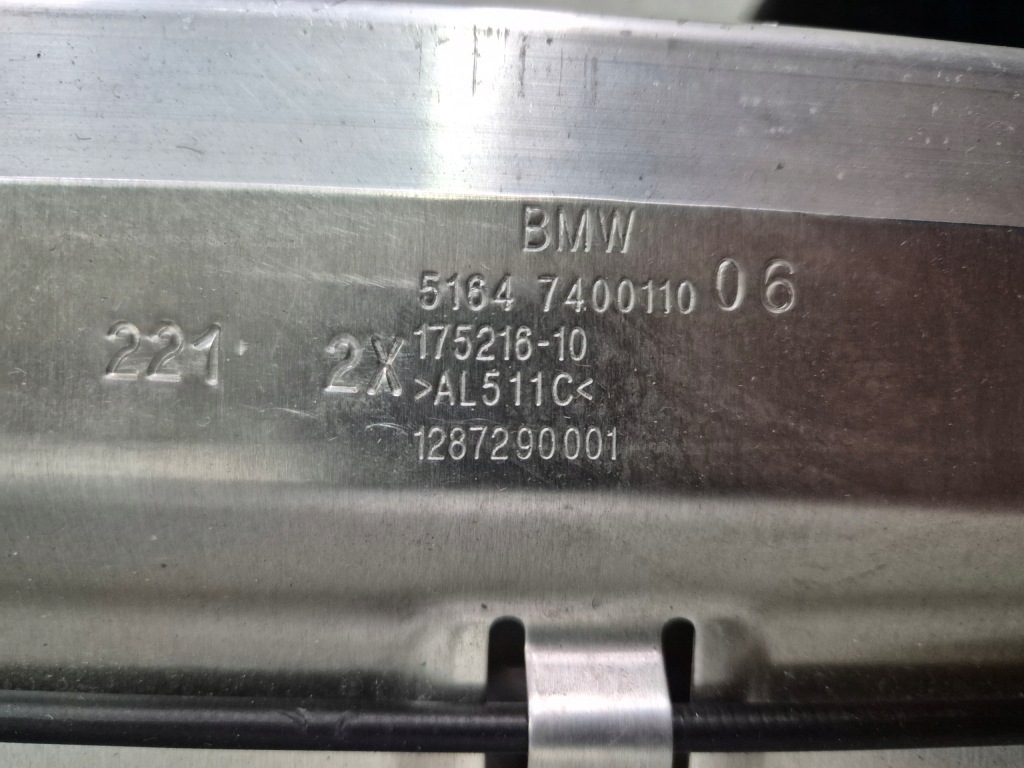 BMW
5164 7400110 06
221 2X 175216-10
>AL511C<
1287290001